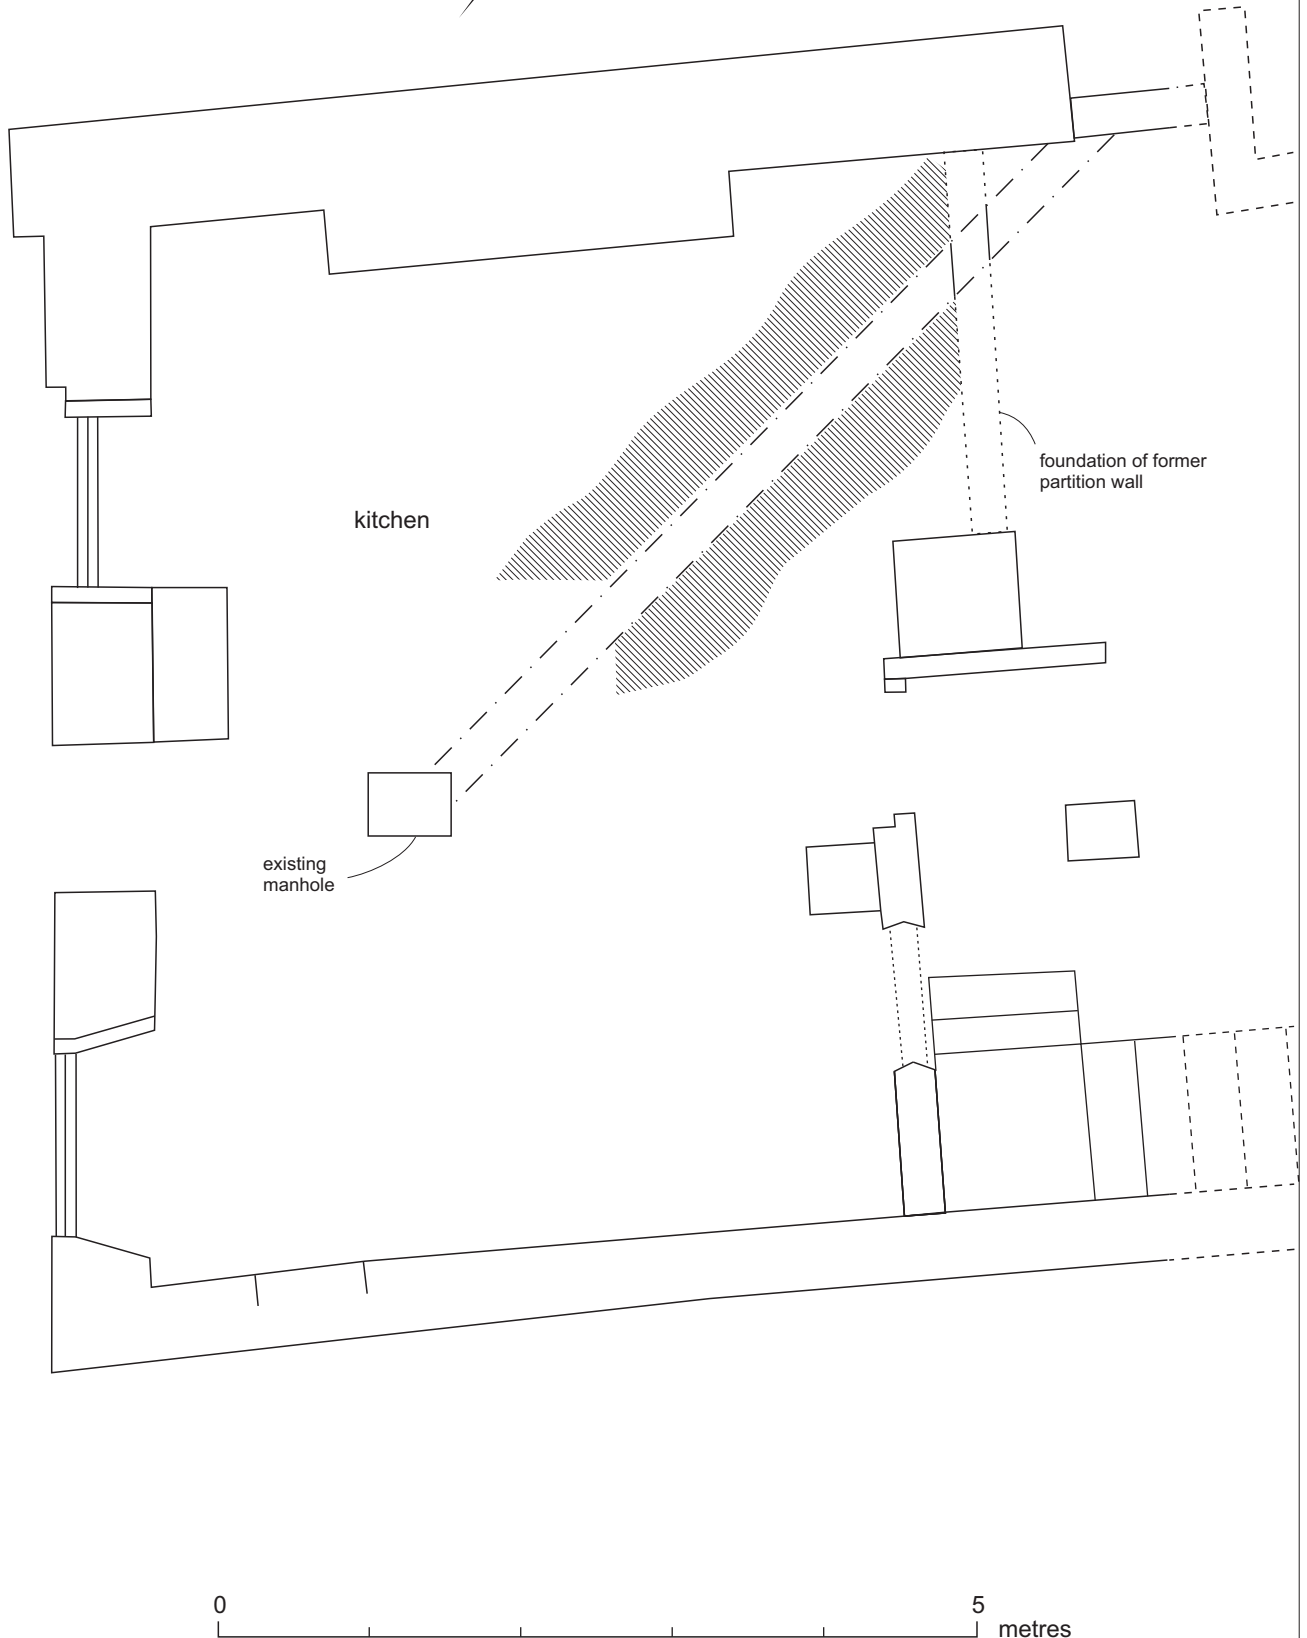 foundation of former
partition wall
kitchen
existing
manhole
0 5
metres